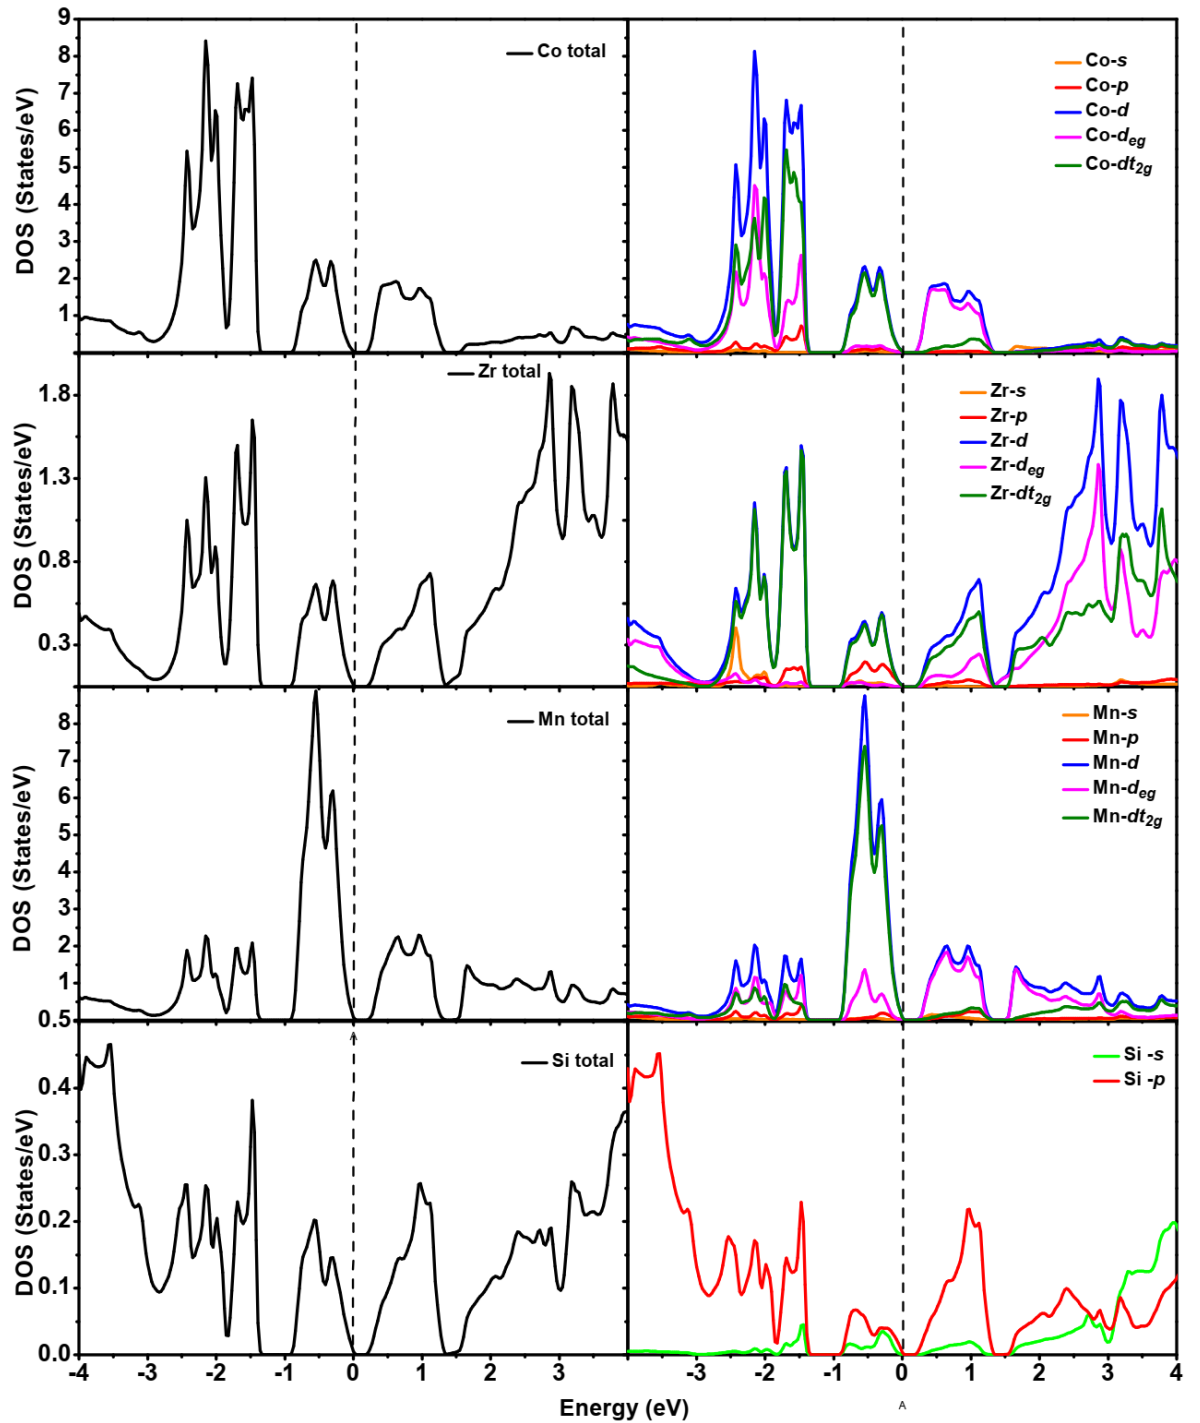 DOS (States/eV)
9
8
7
6
5
4
3
2
1
Co total
Co-s
Co-p
Co-d
Co-deg
Co-dt2g
DOS (States/eV)
1.8
1.3
0.8
0.3
Zr total
Zr-s
Zr-p
Zr-d
Zr-deg
Zr-dt2g
DOS (States/eV)
8
7
6
5
4
3
2
1
0.5
Mn total
Mn-s
Mn-p
Mn-d
Mn-deg
Mn-dt2g
DOS (States/eV)
0.5
0.4
0.3
0.2
0.1
0.0
Si total
Si -s
Si -p
-4 -3 -2 -1 0 1 2 3 -3 -2 -1 0 1 2 3 4
Energy (eV)
A